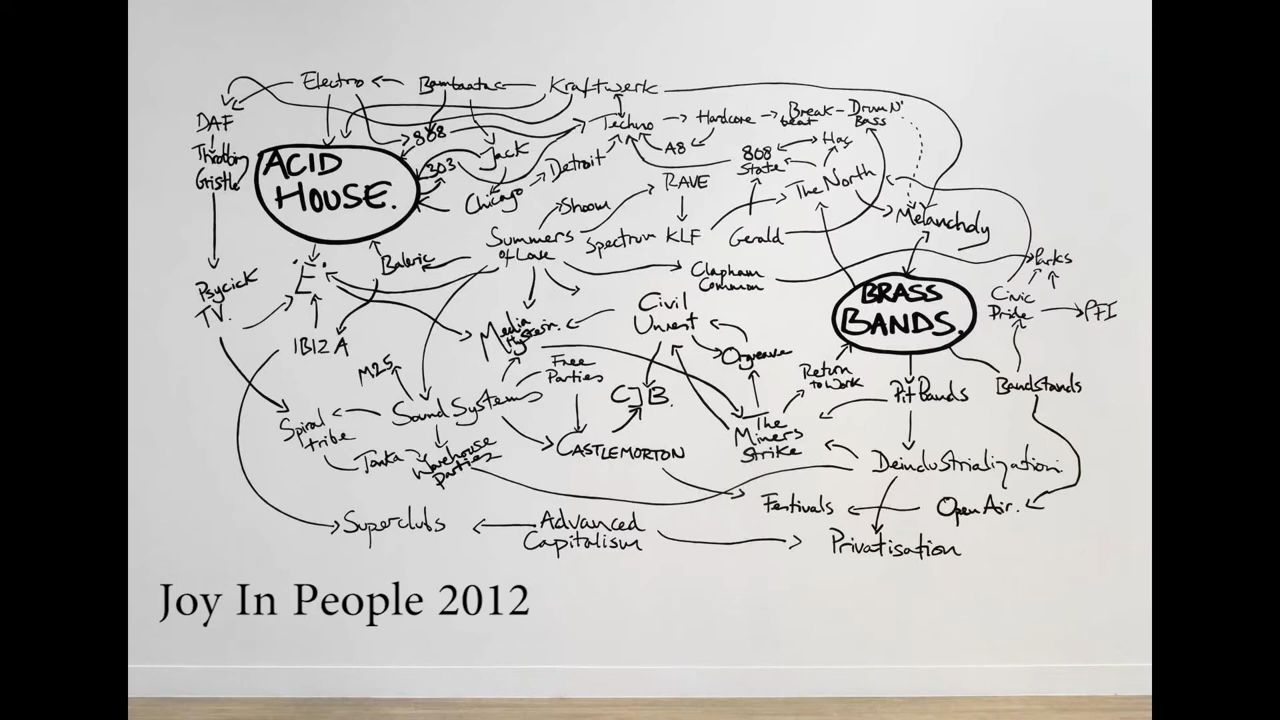 Electro
Bambaataa
Kraftwerk
DAF
808
Techno
Hardcore
Break-
beat
Drum N'
Bass
Throbbing
Gristle
ACID
HOUSE.
303
Jack
Detroit
A8
808
State
Hac
Chicago
RAVE
The North
Shoom
Melancholy
Summers
of Love
Spectrum
KLF
Gerald
Baleric
Clapham
Common
Parks
Psycick
TV.
'E'
Civil
Unrest
BRASS
BANDS.
Civic
Pride
PFI
IBIZA
Media
Orgreave
M25
Free
Parties
Return
to Work
Pit Bands
Bandstands
CJB.
Sound Systems
Spiral
tribe
Tonka
Warehouse
Parties
CASTLEMORTON
The
Miners
Strike
Deindustrialization
Superclubs
Advanced
Capitalism
Festivals
Open Air.
Privatisation
Joy In People 2012